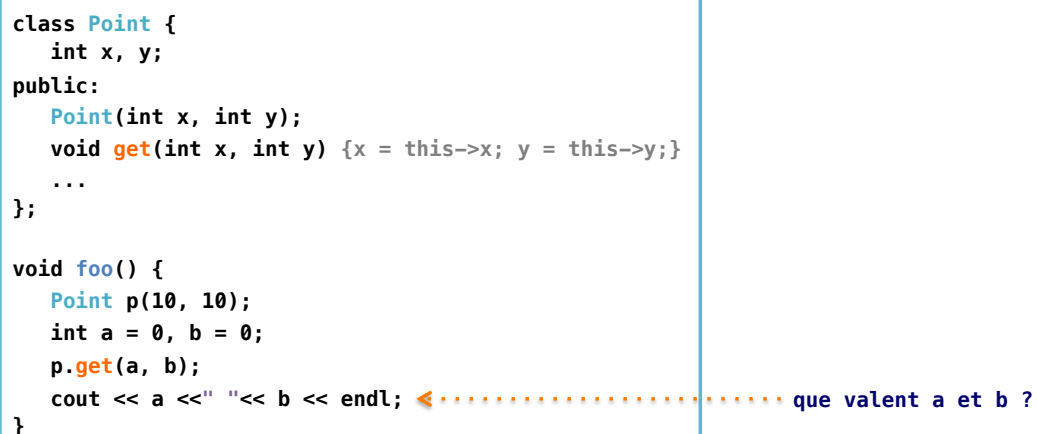 class Point {
   int x, y;
public:
   Point(int x, int y);
   void get(int x, int y) {x = this->x; y = this->y;}
   ...
};

void foo() {
   Point p(10, 10);
   int a = 0, b = 0;
   p.get(a, b);
   cout << a <<" "<< b << endl; que valent a et b ?
}